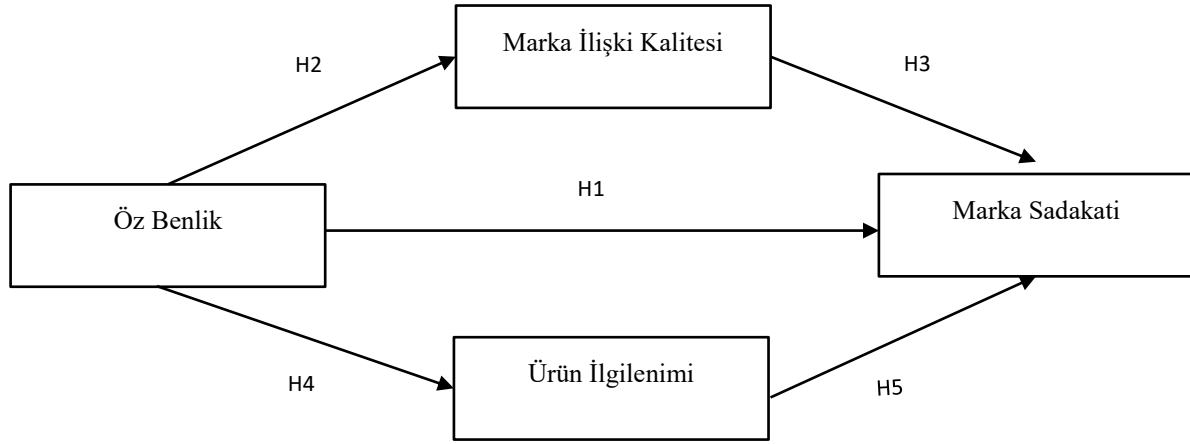 Marka İlişki Kalitesi
H2
H3
H1
Öz Benlik
Marka Sadakati
H4
Ürün İlgilenimi
H5